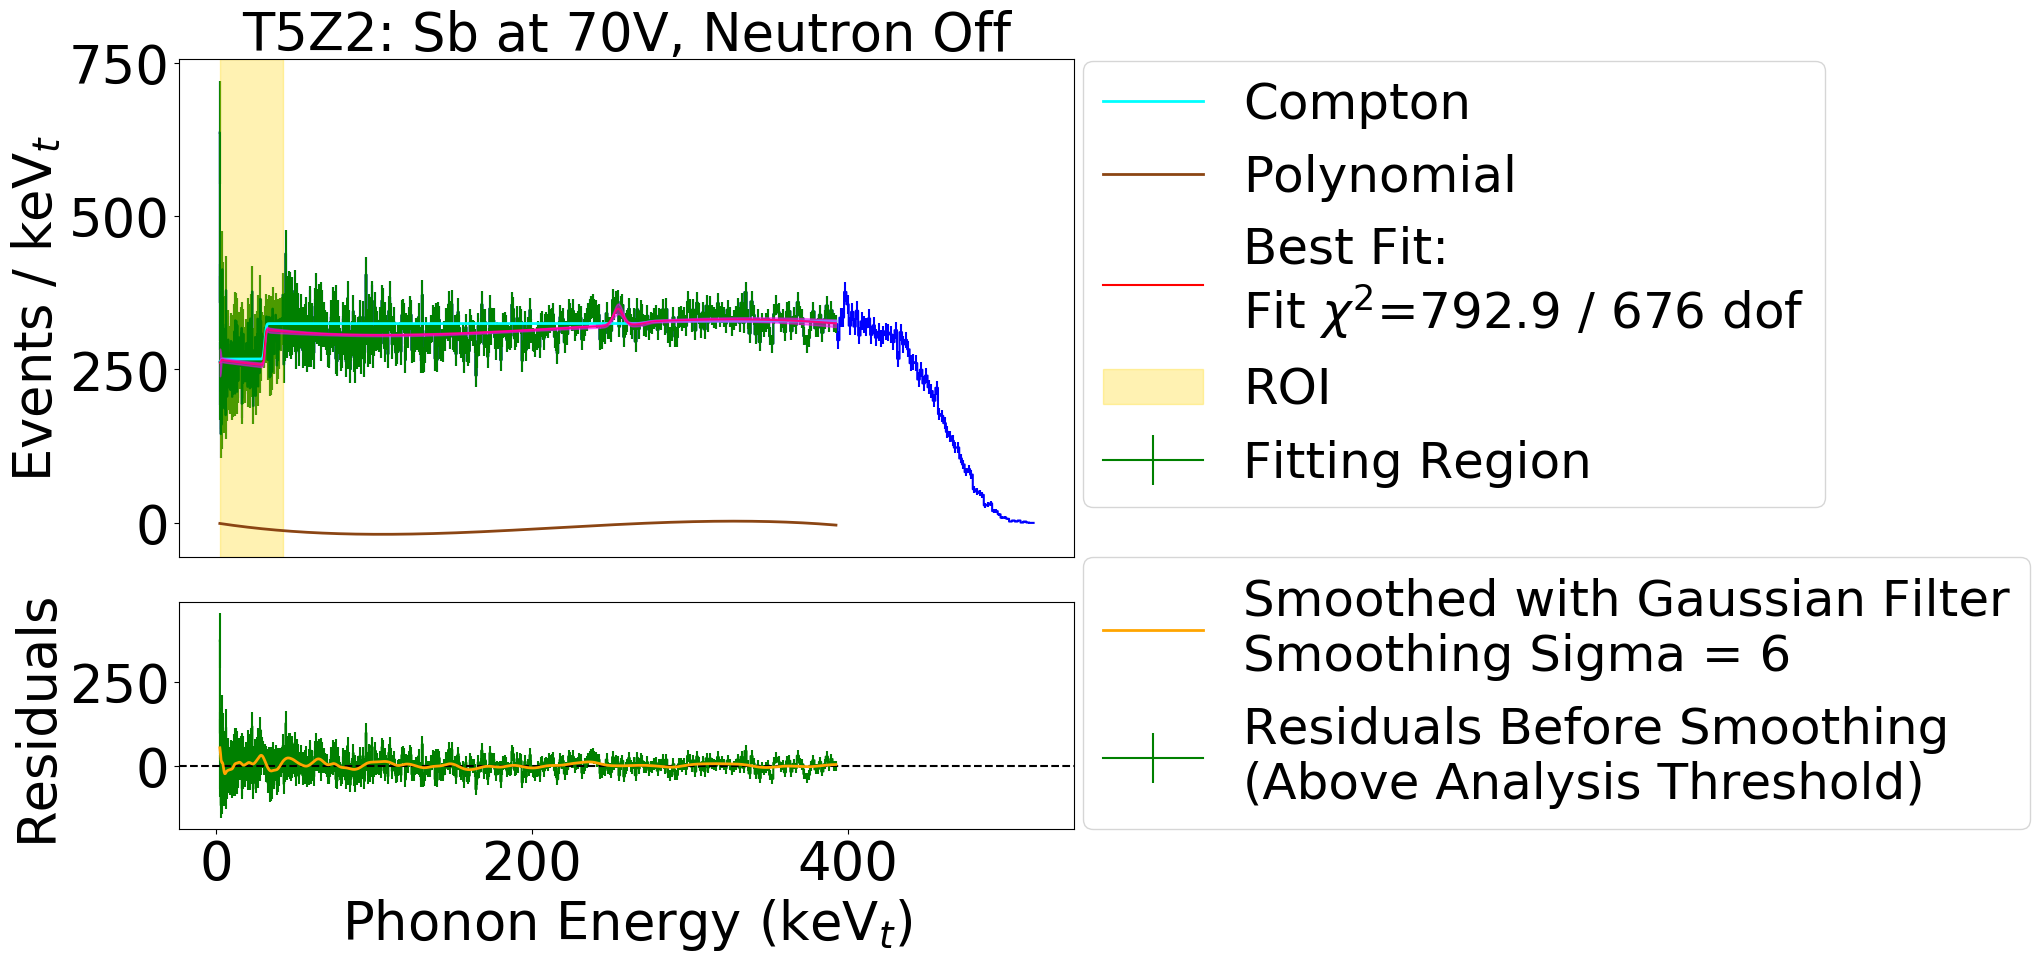 T5Z2: Sb at 70V, Neutron Off
Events / keV$_t$
750
500
250
0
Compton
Polynomial
Best Fit:
Fit χ²=792.9 / 676 dof
ROI
Fitting Region
Residuals
250
0
Smoothed with Gaussian Filter
Smoothing Sigma = 6
Residuals Before Smoothing
(Above Analysis Threshold)
0 200 400
Phonon Energy (keV$_t$)